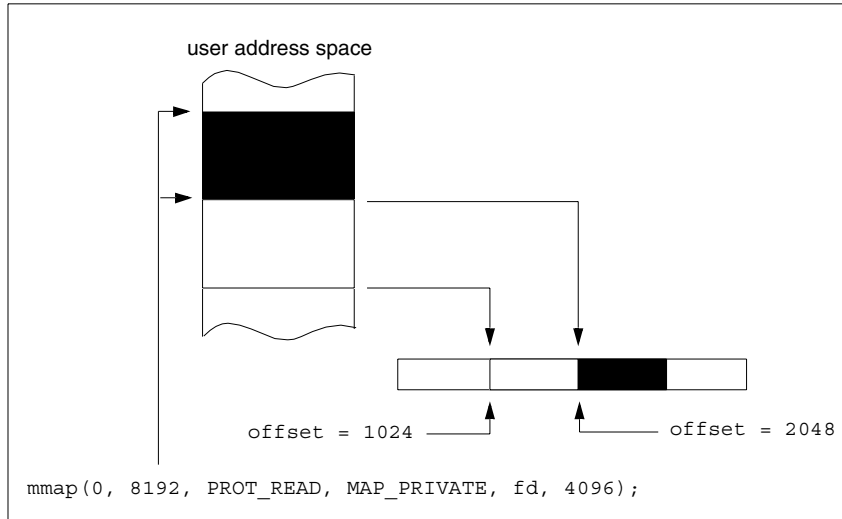 user address space
offset = 1024
offset = 2048
mmap(0, 8192, PROT_READ, MAP_PRIVATE, fd, 4096);